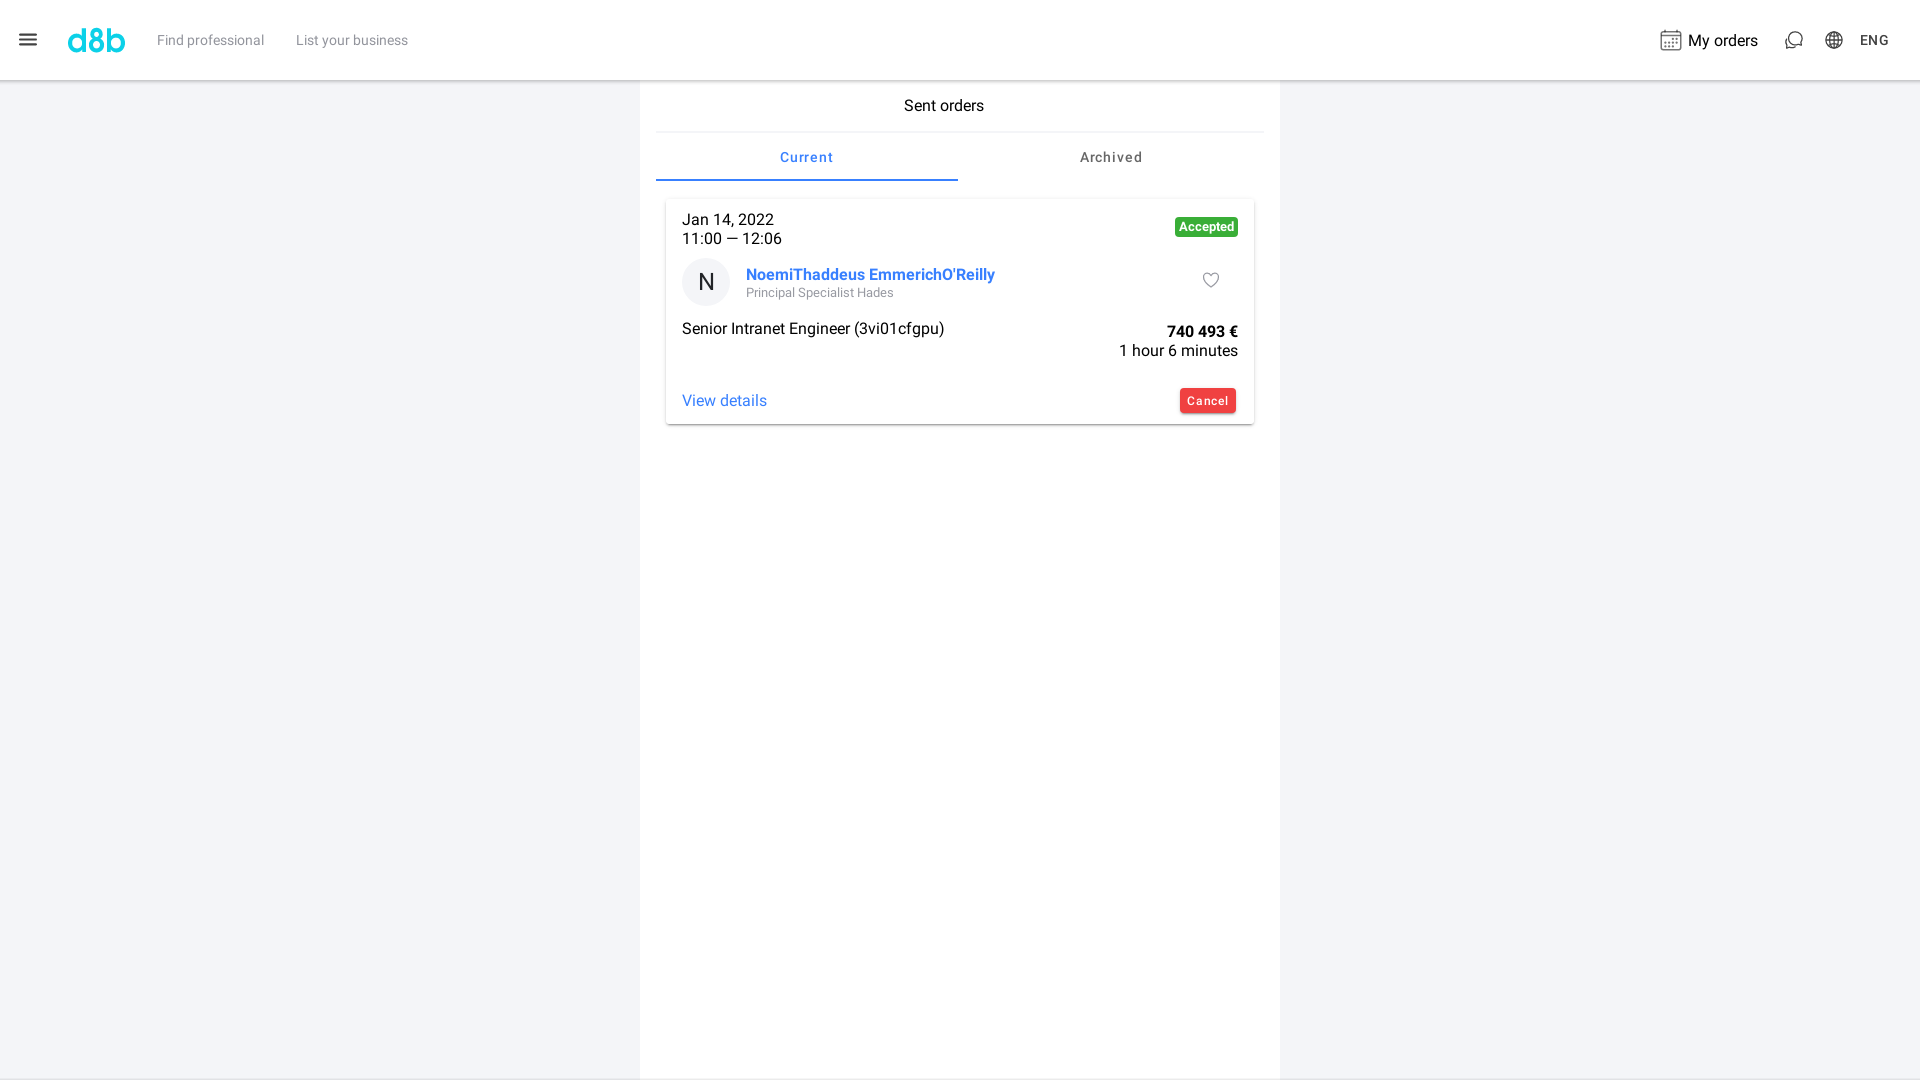 d8b
Find professional
List your business
My orders
ENG
Sent orders
Current
Archived
Jan 14, 2022
11:00 — 12:06
Accepted
N
NoemiThaddeus EmmerichO'Reilly
Principal Specialist Hades
Senior Intranet Engineer (3vi01cfgpu)
740 493 €
1 hour 6 minutes
View details
Cancel